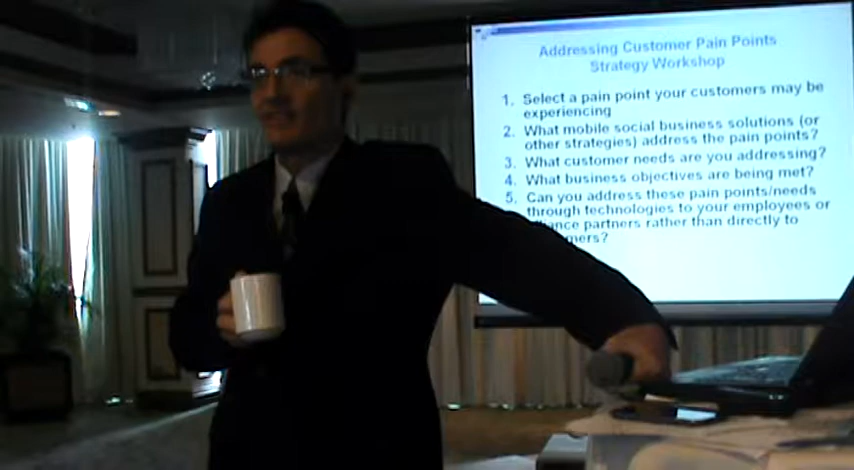 Addressing Customer Pain Points
Strategy Workshop
1. Select a pain point your customers may be
experiencing
2. What mobile social business solutions (or
other strategies) address the pain points?
3. What customer needs are you addressing?
4. What business objectives are being met?
5. Can you address these pain points/needs
through technologies to your employees or
partners rather than directly to